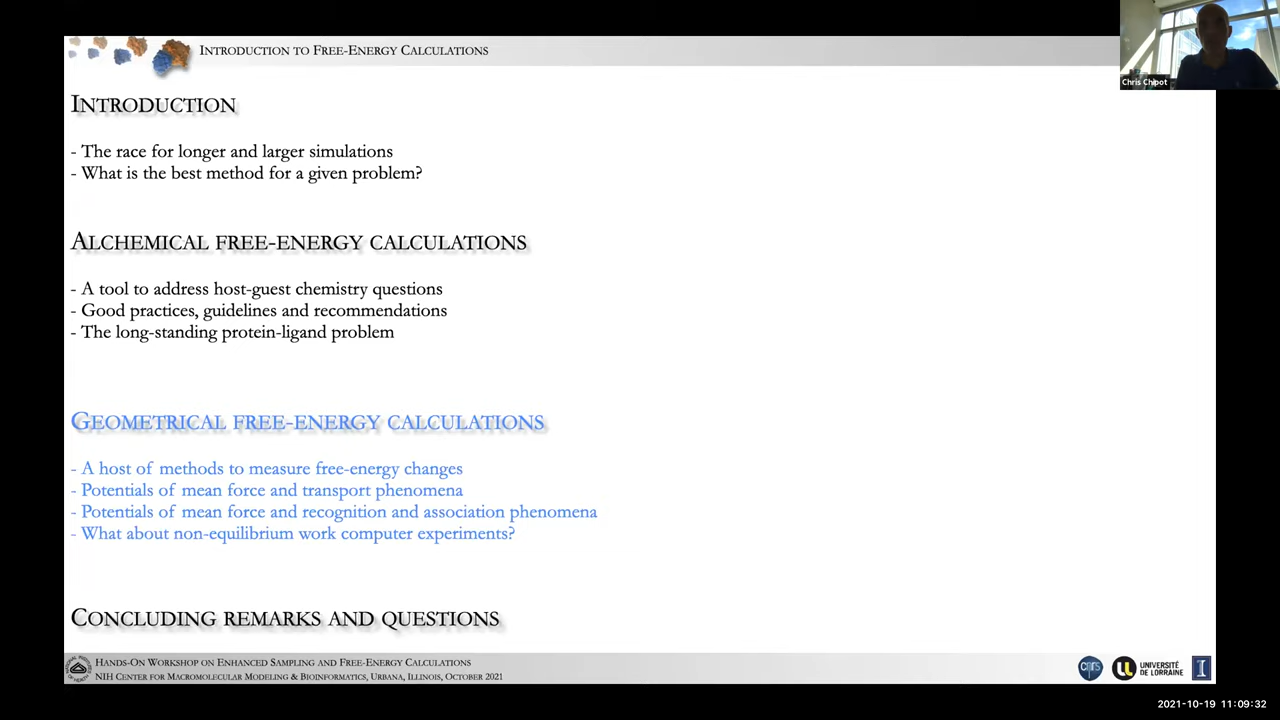 INTRODUCTION TO FREE-ENERGY CALCULATIONS
Chris Chipot
INTRODUCTION
- The race for longer and larger simulations
- What is the best method for a given problem?
ALCHEMICAL FREE-ENERGY CALCULATIONS
- A tool to address host-guest chemistry questions
- Good practices, guidelines and recommendations
- The long-standing protein-ligand problem
GEOMETRICAL FREE-ENERGY CALCULATIONS
- A host of methods to measure free-energy changes
- Potentials of mean force and transport phenomena
- Potentials of mean force and recognition and association phenomena
- What about non-equilibrium work computer experiments?
CONCLUDING REMARKS AND QUESTIONS
HANDS-ON WORKSHOP ON ENHANCED SAMPLING AND FREE-ENERGY CALCULATIONS
NIH CENTER FOR MACROMOLECULAR MODELING & BIOINFORMATICS, URBANA, ILLINOIS, OCTOBER 2021
cnrs
UNIVERSITÉ
DE LORRAINE
2021-10-19 11:09:32